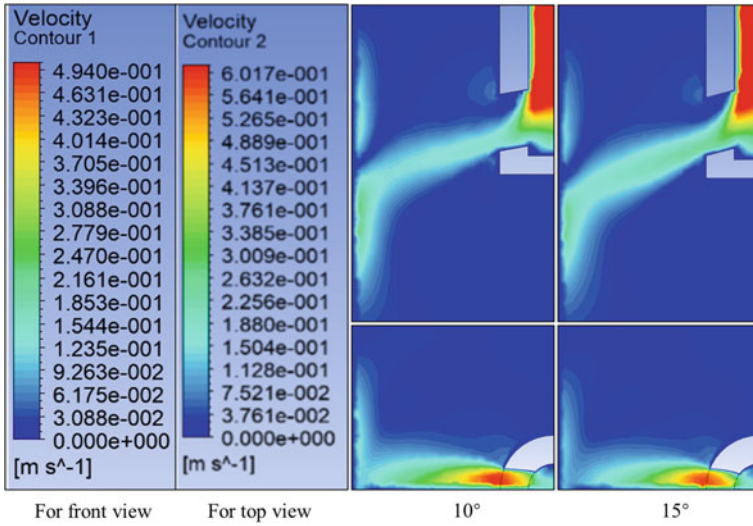 Velocity
Contour 1
4.940e-001
4.631e-001
4.323e-001
4.014e-001
3.705e-001
3.396e-001
3.088e-001
2.779e-001
2.470e-001
2.161e-001
1.853e-001
1.544e-001
1.235e-001
9.263e-002
6.175e-002
3.088e-002
0.000e+000
[m s^-1]
Velocity
Contour 2
6.017e-001
5.641e-001
5.265e-001
4.889e-001
4.513e-001
4.137e-001
3.761e-001
3.385e-001
3.009e-001
2.632e-001
2.256e-001
1.880e-001
1.504e-001
1.128e-001
7.521e-002
3.761e-002
0.000e+000
[m s^-1]
For front view
For top view
10°
15°